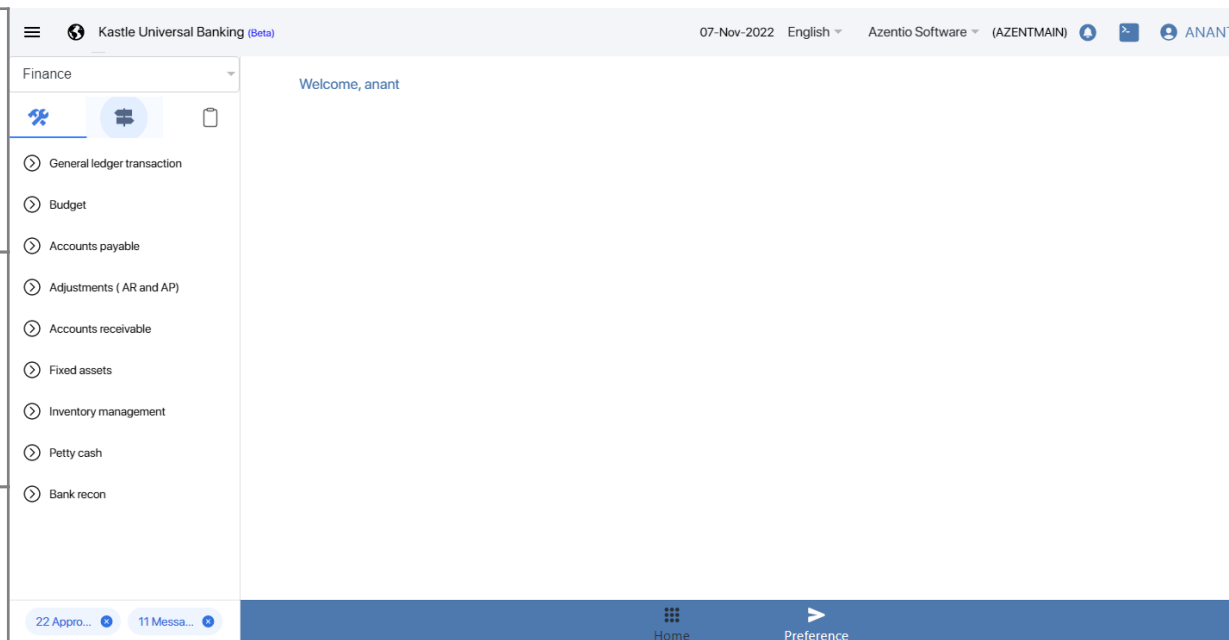 Kastle Universal Banking (Beta)
07-Nov-2022 English Azentio Software (AZENTMAIN) ANANT
Finance
Welcome, anant
General ledger transaction
Budget
Accounts payable
Adjustments ( AR and AP)
Accounts receivable
Fixed assets
Inventory management
Petty cash
Bank recon
22 Appro... 11 Messa...
Home Preference